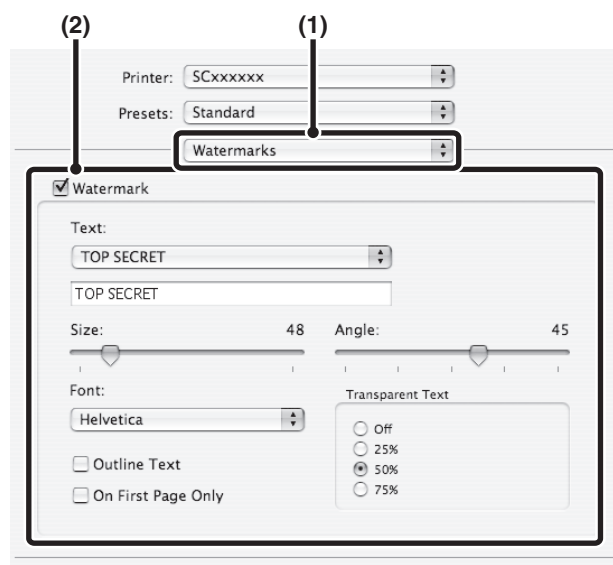 (2) (1)
Printer: SCxxxxxx
Presets: Standard
Watermarks
Watermark
Text:
TOP SECRET
TOP SECRET
Size: 48 Angle: 45
Font: Transparent Text
Helvetica
Off
25%
Outline Text 50%
On First Page Only 75%